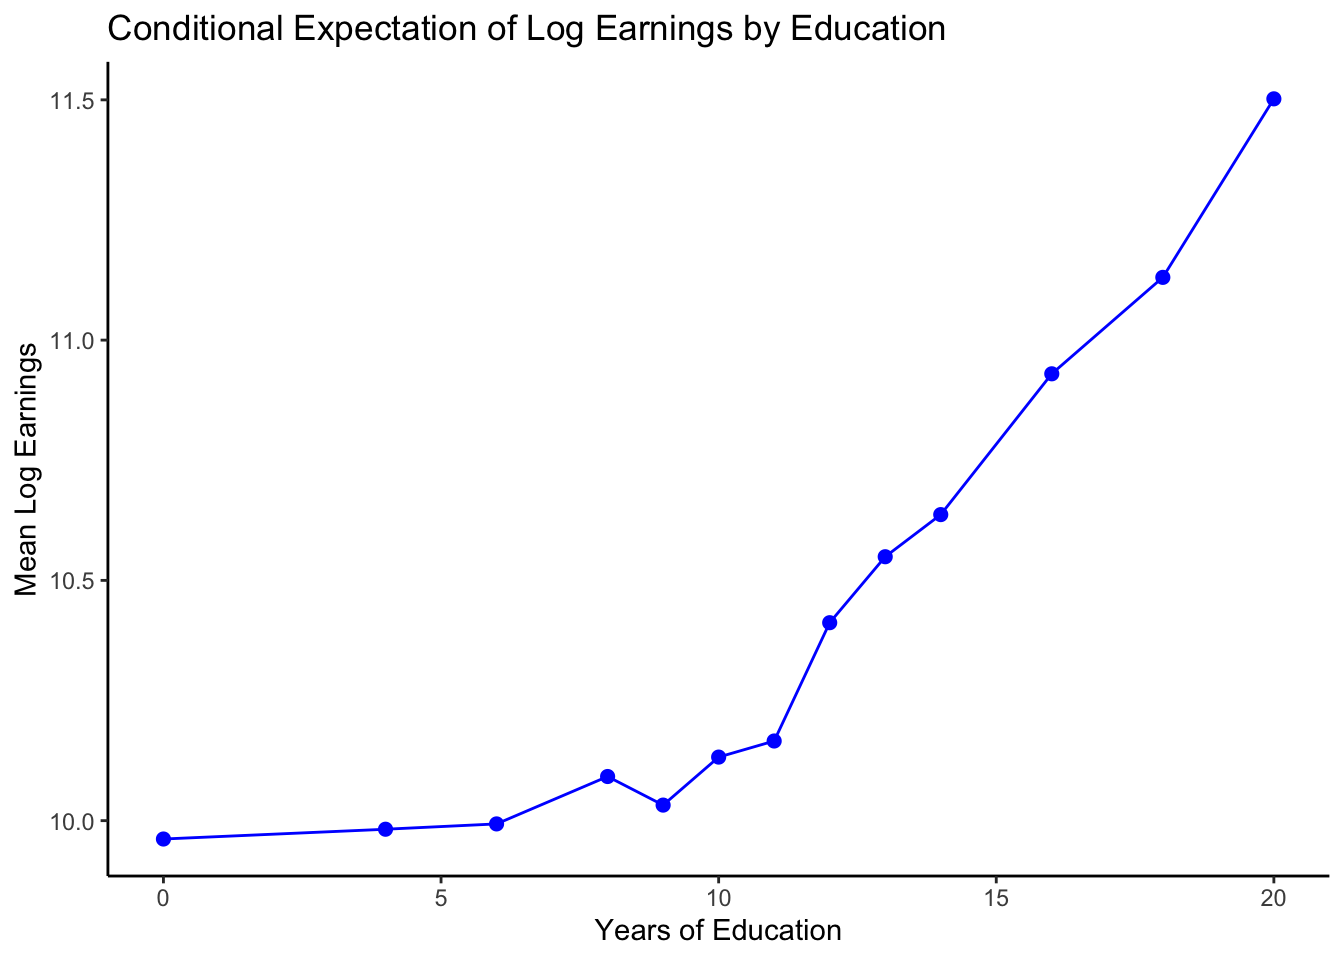 Conditional Expectation of Log Earnings by Education
Mean Log Earnings
11.5
11.0
10.5
10.0
0 5 10 15 20
Years of Education